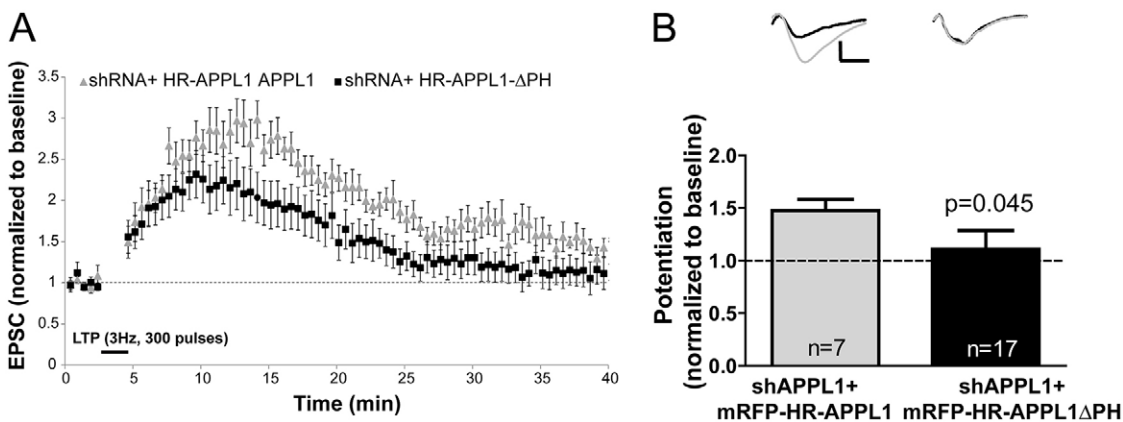 A
EPSC (normalized to baseline)
3.5
3
2.5
2
1.5
1
0.5
0
shRNA+ HR-APPL1 APPL1
shRNA+ HR-APPL1-ΔPH
LTP (3Hz, 300 pulses)
0 5 10 15 20 25 30 35 40
Time (min)
B
Potentiation
(normalized to baseline)
2.0
1.5
1.0
0.5
0.0
p=0.045
n=7
n=17
shAPPL1+
mRFP-HR-APPL1
shAPPL1+
mRFP-HR-APPL1ΔPH